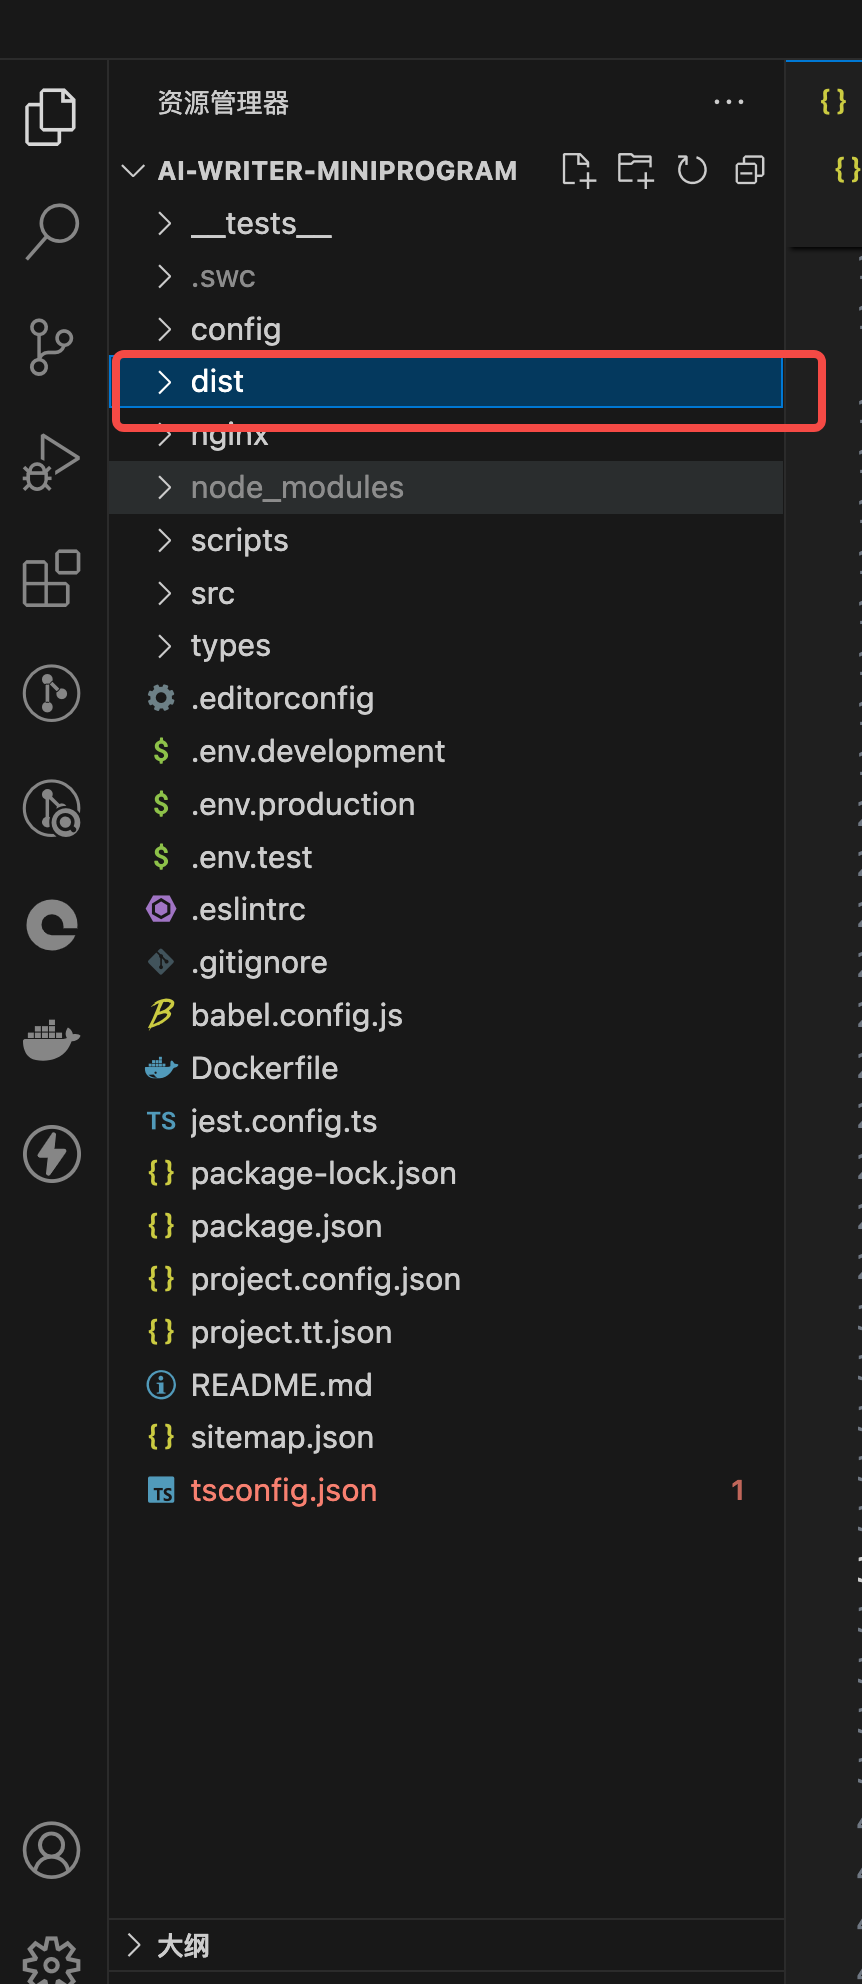 资源管理器
AI-WRITER-MINIPROGRAM
__tests__
.swc
config
dist
nginx
node_modules
scripts
src
types
.editorconfig
$ .env.development
$ .env.production
$ .env.test
.eslintrc
.gitignore
babel.config.js
Dockerfile
TS jest.config.ts
{} package-lock.json
{} package.json
{} project.config.json
{} project.tt.json
README.md
{} sitemap.json
TS tsconfig.json 1
大纲